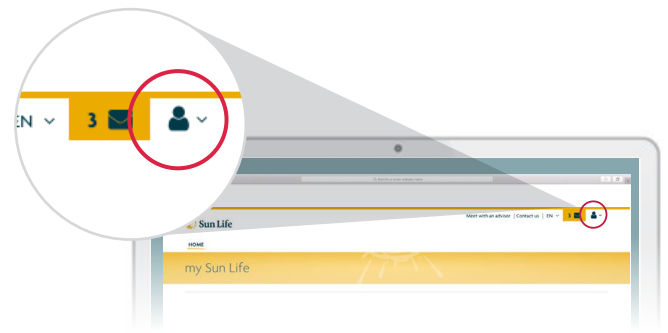 EN 3
Meet with an advisor | Contact us | EN 3
Sun Life
HOME
my Sun Life